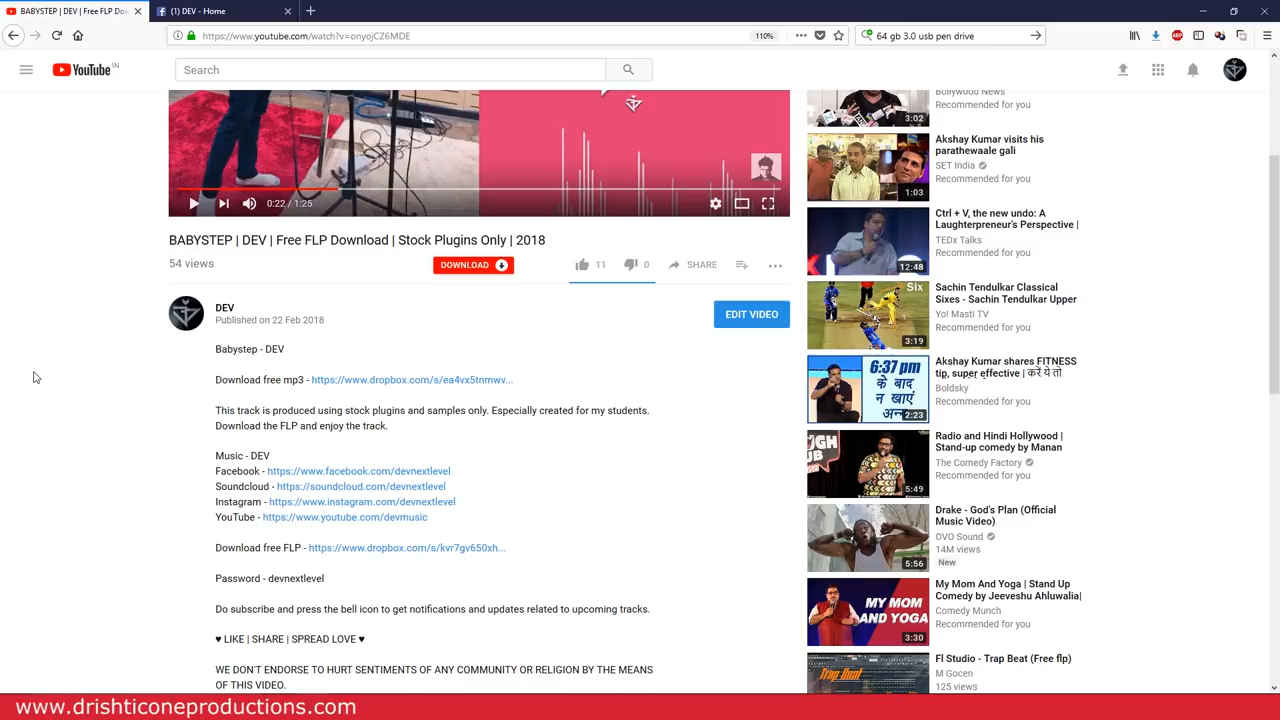 BABYSTEP | DEV | Free FLP Dow
(1) DEV - Home
https://www.youtube.com/watch?v=onyojCZ6MDE
110%
64 gb 3.0 usb pen drive
ABP
YouTube IN
Search
0:22 / 1:25
BABYSTEP | DEV | Free FLP Download | Stock Plugins Only | 2018
54 views
DOWNLOAD
11
0
SHARE
DEV
Published on 22 Feb 2018
EDIT VIDEO
Babystep - DEV
Download free mp3 - https://www.dropbox.com/s/ea4vx5tnmwv...
This track is produced using stock plugins and samples only. Especially created for my students.
Download the FLP and enjoy the track.
Music - DEV
Facebook - https://www.facebook.com/devnextlevel
Soundcloud - https://soundcloud.com/devnextlevel
Instagram - https://www.instagram.com/devnextlevel
YouTube - https://www.youtube.com/devmusic
Download free FLP - https://www.dropbox.com/s/kvr7gv650xh...
Password - devnextlevel
Do subscribe and press the bell icon to get notifications and updates related to upcoming tracks.
♥ LIKE | SHARE | SPREAD LOVE ♥
DON'T ENDORSE TO HURT SENTIMENTS OF ANY COMMUNITY OR RELIGION BY THE MEANS
OF THIS VIDEO.
Bollywood News
Recommended for you
3:02
Akshay Kumar visits his
parathewaale gali
SET India
Recommended for you
1:03
Ctrl + V, the new undo: A
Laughterpreneur's Perspective |
TEDx Talks
Recommended for you
12:48
Sachin Tendulkar Classical
Sixes - Sachin Tendulkar Upper
Yo! Masti TV
Recommended for you
Six
3:19
Akshay Kumar shares FITNESS
tip, super effective | करें ये तो
Boldsky
Recommended for you
6:37 pm
के बाद
न खाएं
2:23
Radio and Hindi Hollywood |
Stand-up comedy by Manan
The Comedy Factory
Recommended for you
5:49
Drake - God's Plan (Official
Music Video)
OVO Sound
14M views
New
5:56
My Mom And Yoga | Stand Up
Comedy by Jeeveshu Ahluwalia|
Comedy Munch
Recommended for you
MY MOM
AND YOGA
3:30
Fl Studio - Trap Beat (Free flp)
M Gocen
125 views
Trap Beat
www.drishticoneproductions.com